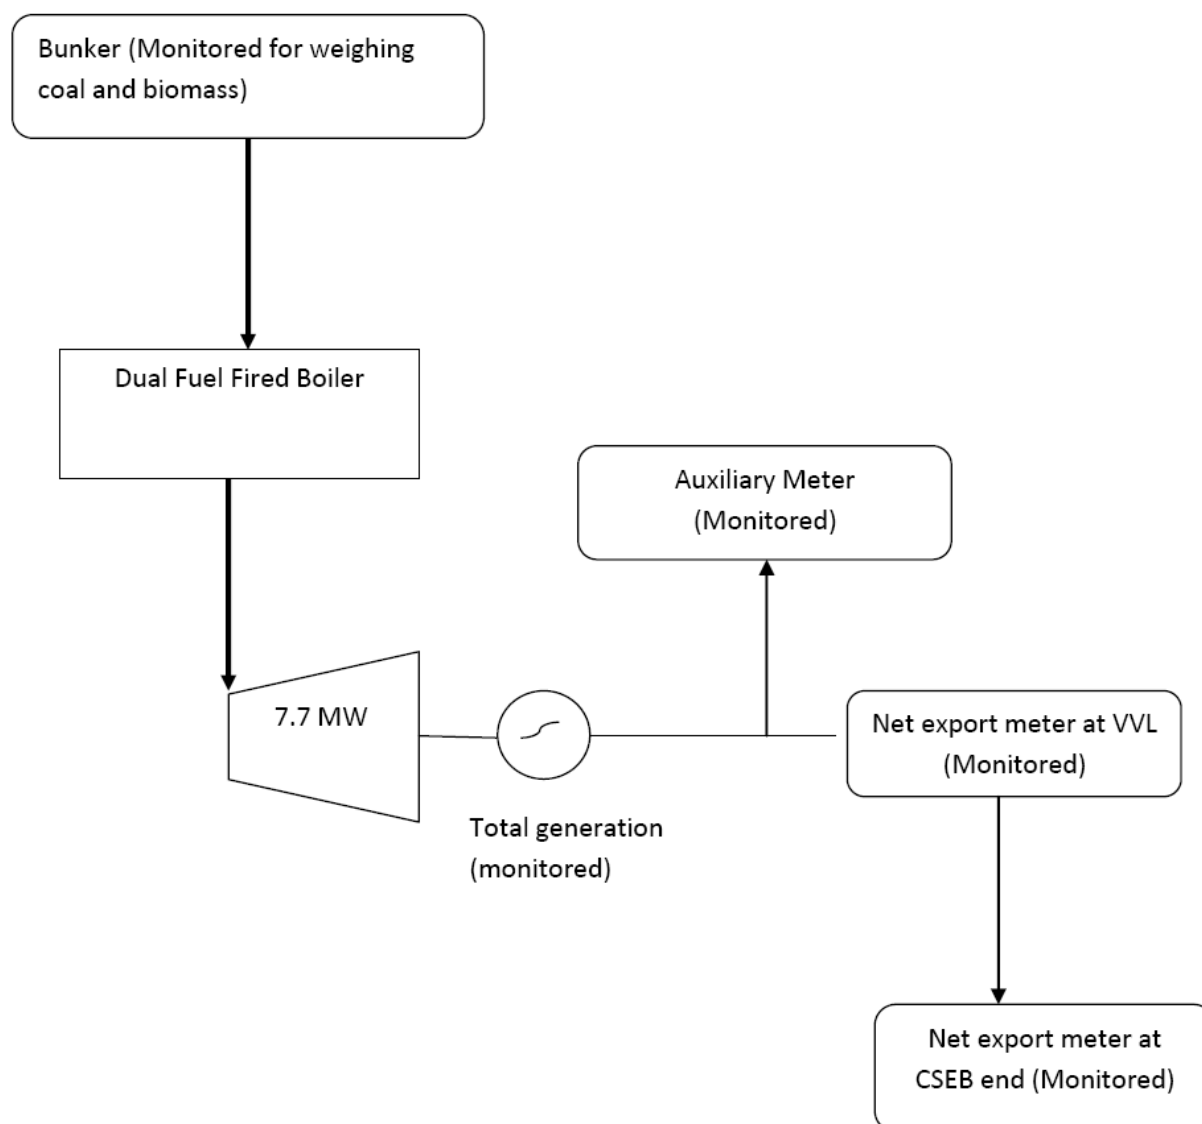 Bunker (Monitored for weighing
coal and biomass)
Dual Fuel Fired Boiler
Auxiliary Meter
(Monitored)
7.7 MW
Net export meter at VVL
(Monitored)
Total generation
(monitored)
Net export meter at
CSEB end (Monitored)